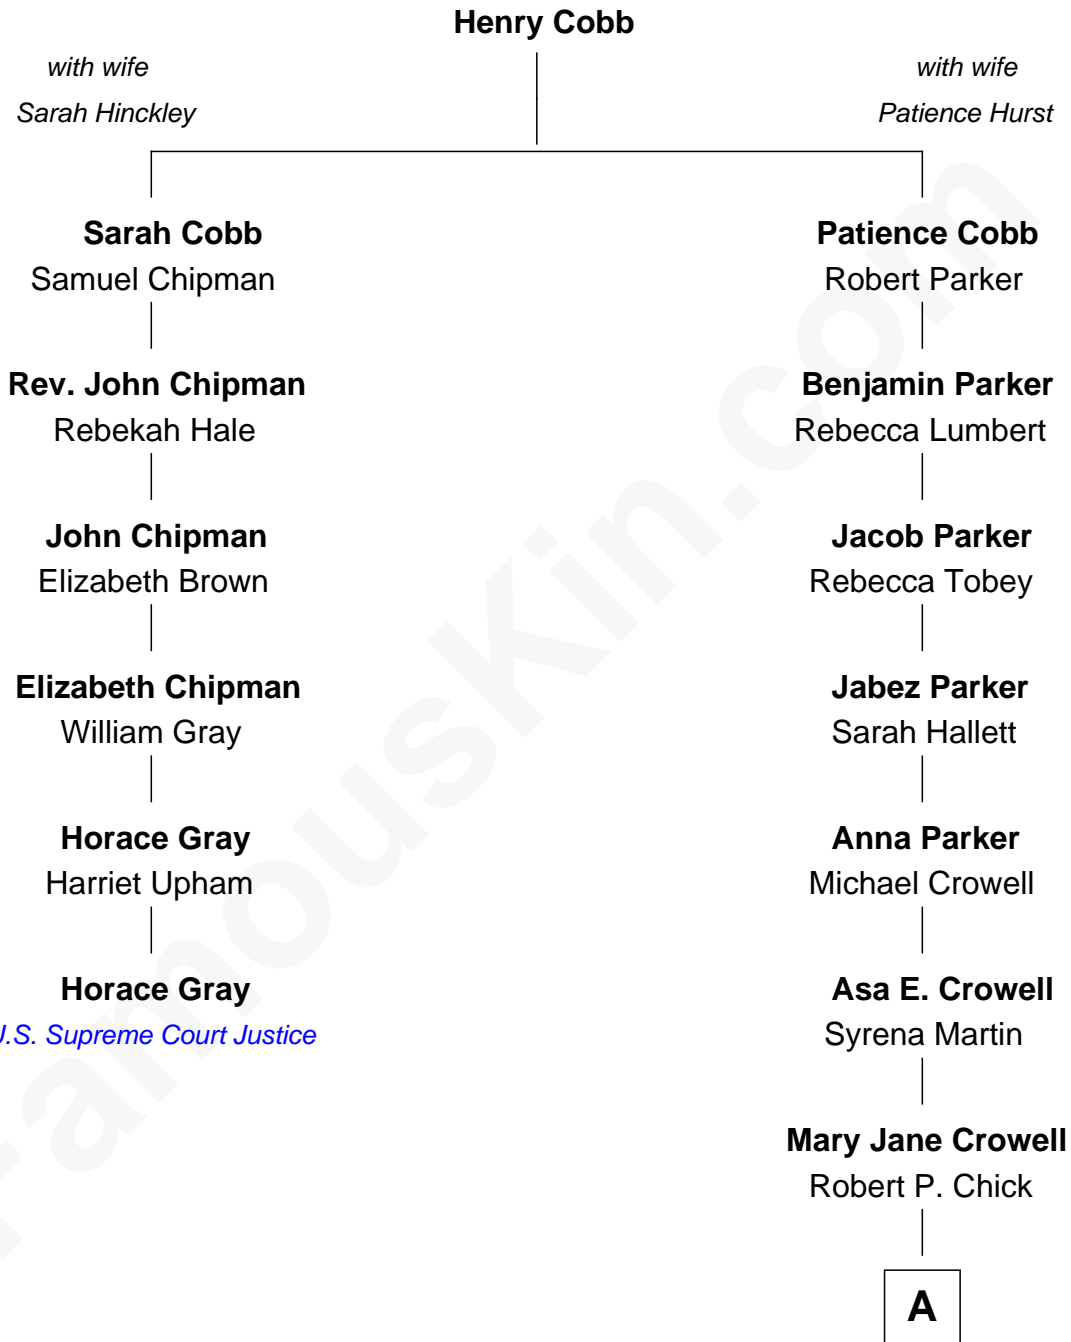 Henry Cobb
with wife
Sarah Hinckley
with wife
Patience Hurst
Sarah Cobb
Samuel Chipman
Patience Cobb
Robert Parker
Rev. John Chipman
Rebekah Hale
Benjamin Parker
Rebecca Lumbert
John Chipman
Elizabeth Brown
Jacob Parker
Rebecca Tobey
Elizabeth Chipman
William Gray
Jabez Parker
Sarah Hallett
Horace Gray
Harriet Upham
Anna Parker
Michael Crowell
Horace Gray
U.S. Supreme Court Justice
Asa E. Crowell
Syrena Martin
Mary Jane Crowell
Robert P. Chick
A
FamousKin.com